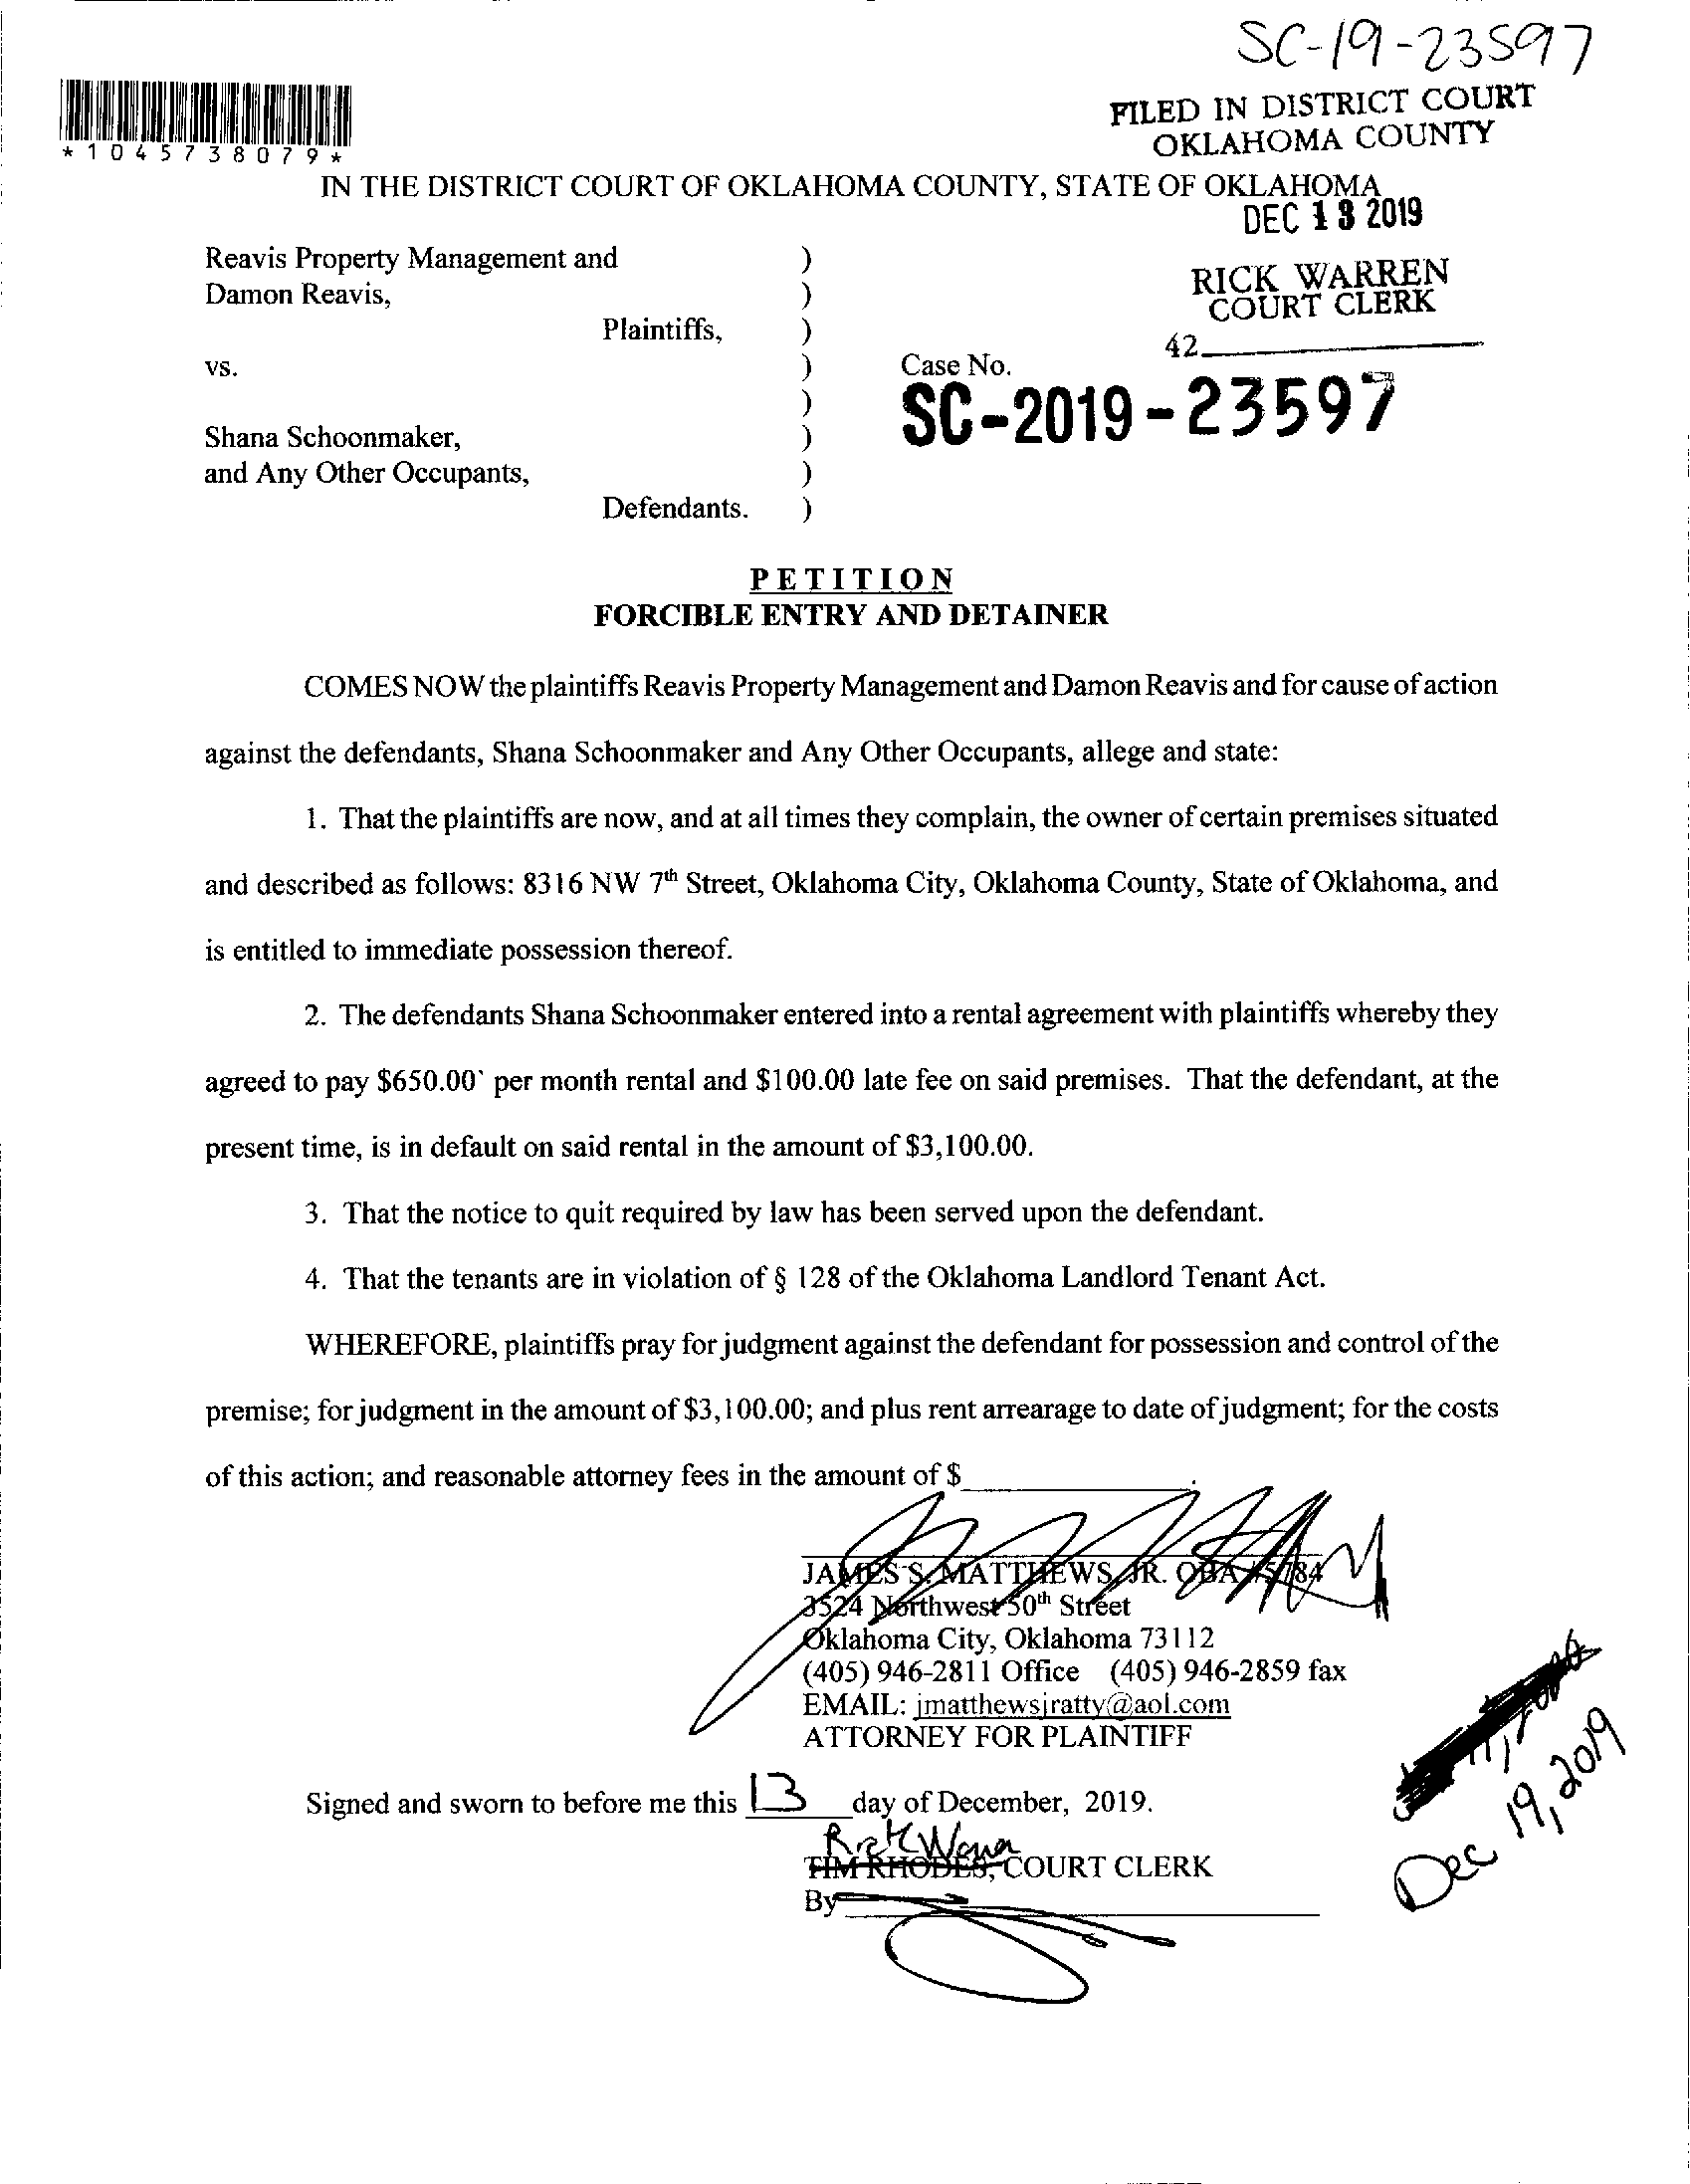 SC-19-23597
FILED IN DISTRICT COURT
OKLAHOMA COUNTY
*1045738079*
IN THE DISTRICT COURT OF OKLAHOMA COUNTY, STATE OF OKLAHOMA
DEC 13 2019
Reavis Property Management and )
Damon Reavis, )
RICK WARREN
COURT CLERK
Plaintiffs, )
42
vs. ) Case No.
) SC-2019-23597
Shana Schoonmaker, )
and Any Other Occupants, )
Defendants. )
PETITION
FORCIBLE ENTRY AND DETAINER
COMES NOW the plaintiffs Reavis Property Management and Damon Reavis and for cause of action
against the defendants, Shana Schoonmaker and Any Other Occupants, allege and state:
1. That the plaintiffs are now, and at all times they complain, the owner of certain premises situated
and described as follows: 8316 NW 7th Street, Oklahoma City, Oklahoma County, State of Oklahoma, and
is entitled to immediate possession thereof.
2. The defendants Shana Schoonmaker entered into a rental agreement with plaintiffs whereby they
agreed to pay $650.00` per month rental and $100.00 late fee on said premises. That the defendant, at the
present time, is in default on said rental in the amount of $3,100.00.
3. That the notice to quit required by law has been served upon the defendant.
4. That the tenants are in violation of § 128 of the Oklahoma Landlord Tenant Act.
WHEREFORE, plaintiffs pray for judgment against the defendant for possession and control of the
premise; for judgment in the amount of $3,100.00; and plus rent arrearage to date of judgment; for the costs
of this action; and reasonable attorney fees in the amount of $ .
JAMES S. MATTHEWS, JR. OBA #5784
3524 Northwest 50th Street
Oklahoma City, Oklahoma 73112
(405) 946-2811 Office (405) 946-2859 fax
EMAIL: jmatthewsjratty@aol.com
ATTORNEY FOR PLAINTIFF
Signed and sworn to before me this 13 day of December, 2019.
Rick Warren
TIM RHODES, COURT CLERK
By
Dec 19, 2019